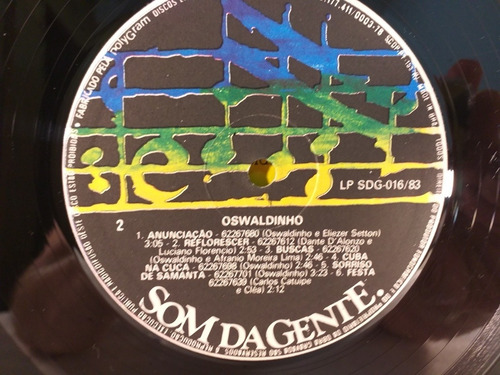 FABRICADO PELA polyGram DISCOS
LP SDG-016/83
2
OSWALDINHO
1. ANUNCIAÇÃO - 62267680 - (Oswaldinho e Eliezer Setton)
3:05 - 2. REFLORESCER - 62267612 (Dante D'Alonzo e
Luciano Florencio) 2:53 - 3. BUSCAS - 62267620
(Oswaldinho e Afranio Moreira Lima) 2:46 - 4. CUBA
NA CUCA - 62267698 (Oswaldinho) - 2:46 - 5. SORRISO
DE SAMANTA - 62267701 (Oswaldinho) 3:23 - 6. FESTA
62267639 (Carlos Catuipe
e Cléa) 2:12
SOM DA GENTE.